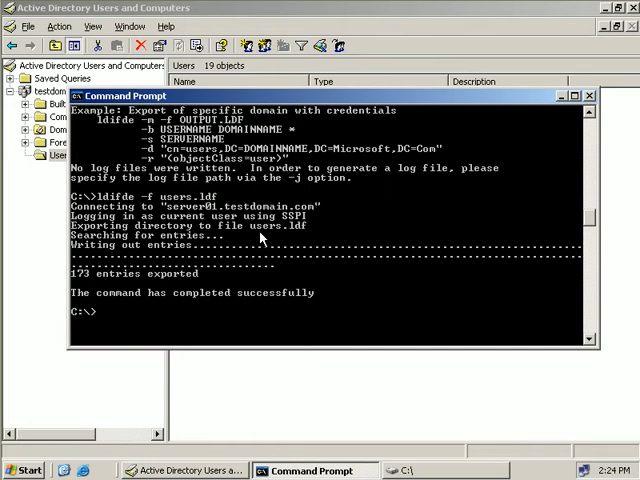 Active Directory Users and Computers
File Action View Window Help
Active Directory Users and Computers
Users 19 objects
Saved Queries
Name Type Description
testdom
Built
Com
Dom
Fore
User
Command Prompt
Example: Export of specific domain with credentials
ldifde -m -f OUTPUT.LDF
-b USERNAME DOMAINNAME *
-s SERVERNAME
-d "cn=users,DC=DOMAINNAME,DC=Microsoft,DC=Com"
-r "(objectClass=user)"
No log files were written. In order to generate a log file, please
specify the log file path via the -j option.
C:\>ldifde -f users.ldf
Connecting to "server01.testdomain.com"
Logging in as current user using SSPI
Exporting directory to file users.ldf
Searching for entries...
Writing out entries.............................................................
................................................................................
................................
173 entries exported
The command has completed successfully
C:\>
Start Active Directory Users a... Command Prompt C:\ 2:24 PM